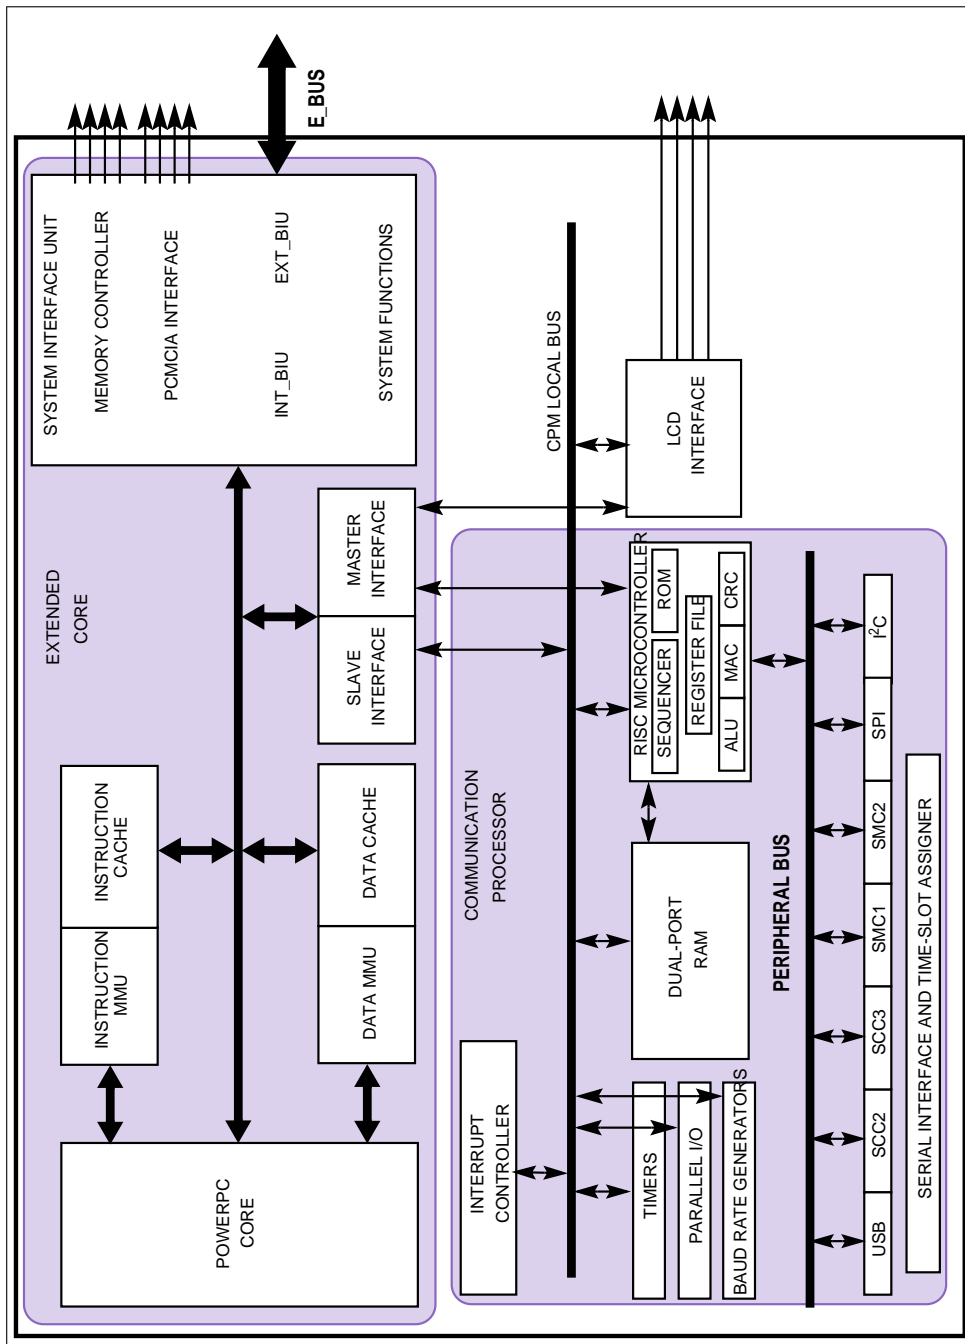 EXTENDED
CORE
POWERPC
CORE
INSTRUCTION
MMU
INSTRUCTION
CACHE
DATA MMU
DATA CACHE
SLAVE
INTERFACE
MASTER
INTERFACE
SYSTEM INTERFACE UNIT
MEMORY CONTROLLER
PCMCIA INTERFACE
INT_BIU
EXT_BIU
SYSTEM FUNCTIONS
E_BUS
COMMUNICATION
PROCESSOR
INTERRUPT
CONTROLLER
CPM LOCAL BUS
TIMERS
PARALLEL I/O
BAUD RATE GENERATORS
DUAL-PORT
RAM
RISC MICROCONTROLLER
SEQUENCER
ROM
REGISTER FILE
ALU
MAC
CRC
LCD
INTERFACE
PERIPHERAL BUS
USB
SCC2
SCC3
SMC1
SMC2
SPI
I²C
SERIAL INTERFACE AND TIME-SLOT ASSIGNER